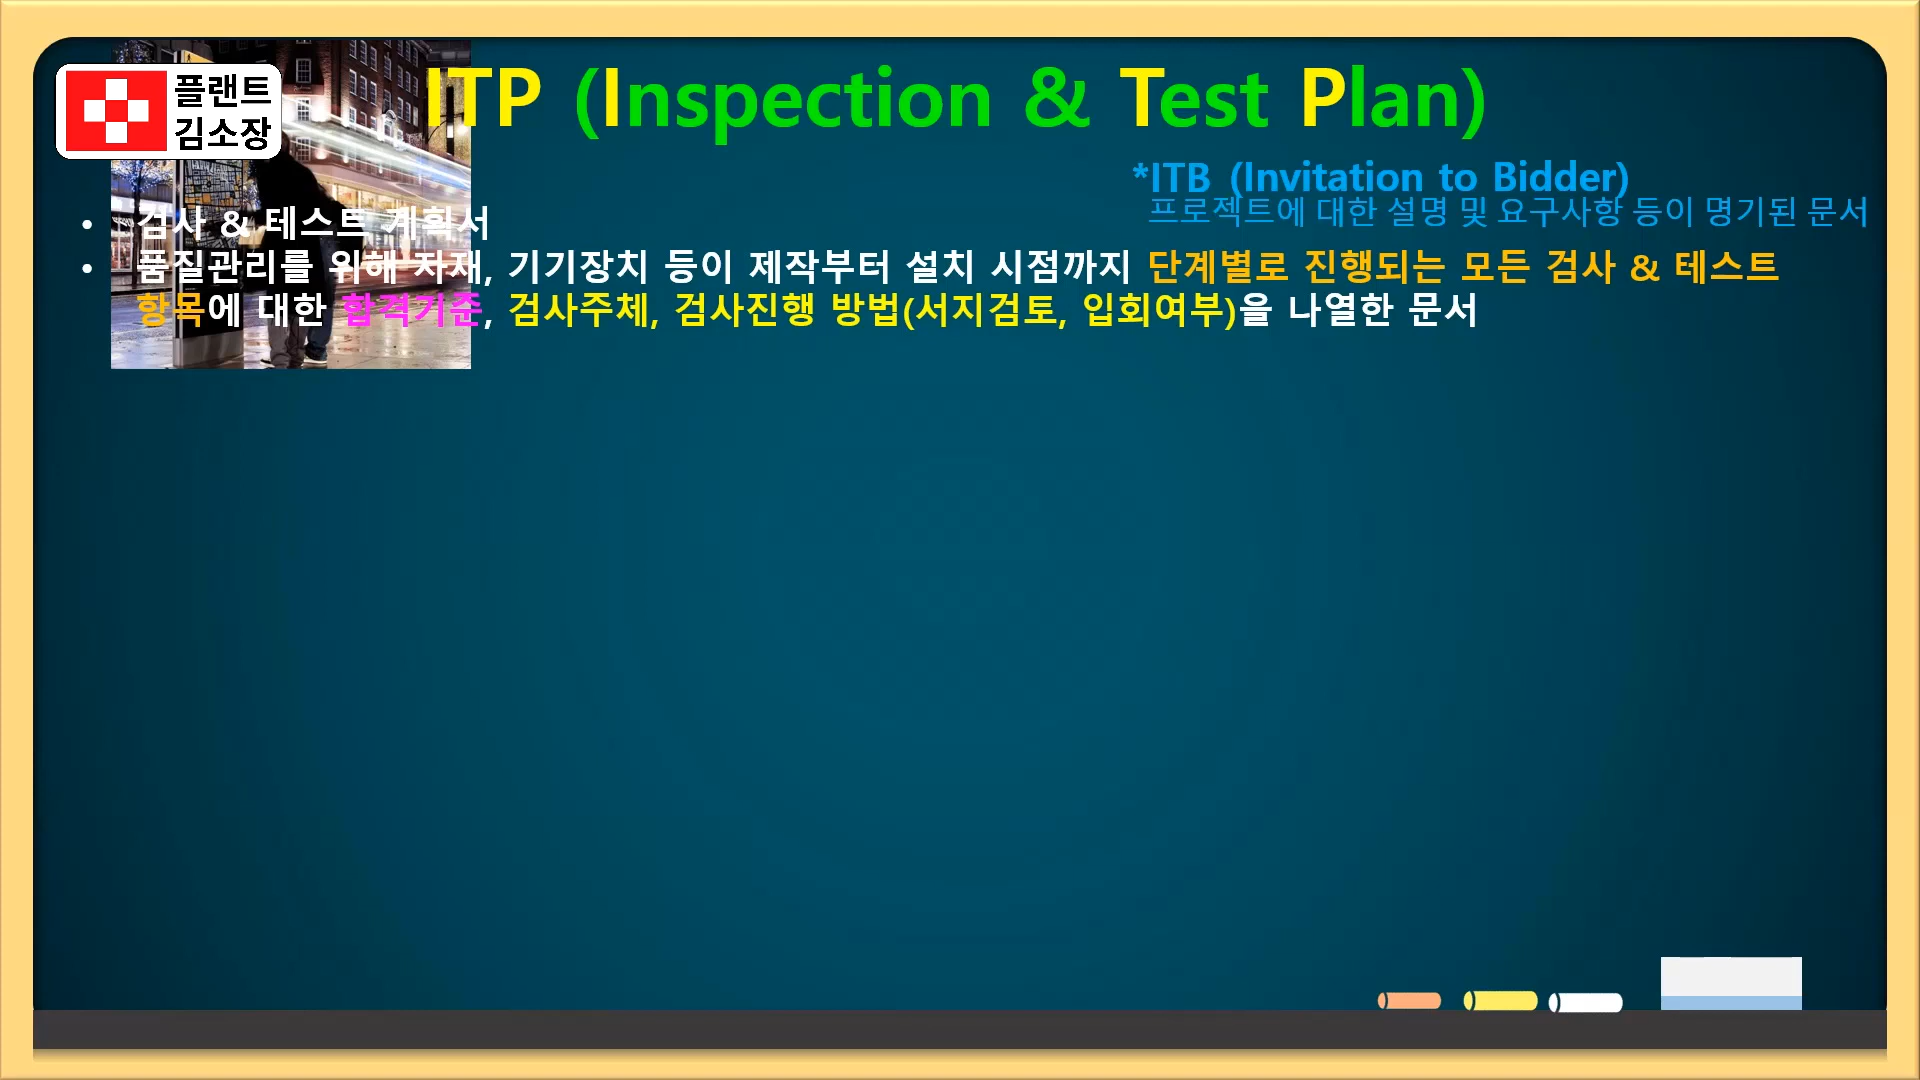 플랜트
김소장
ITP (Inspection & Test Plan)
*ITB (Invitation to Bidder)
프로젝트에 대한 설명 및 요구사항 등이 명기된 문서
• 검사 & 테스트 계획서
• 품질관리를 위해 자재, 기기장치 등이 제작부터 설치 시점까지 단계별로 진행되는 모든 검사 & 테스트
항목에 대한 합격기준, 검사주체, 검사진행 방법(서지검토, 입회여부)을 나열한 문서